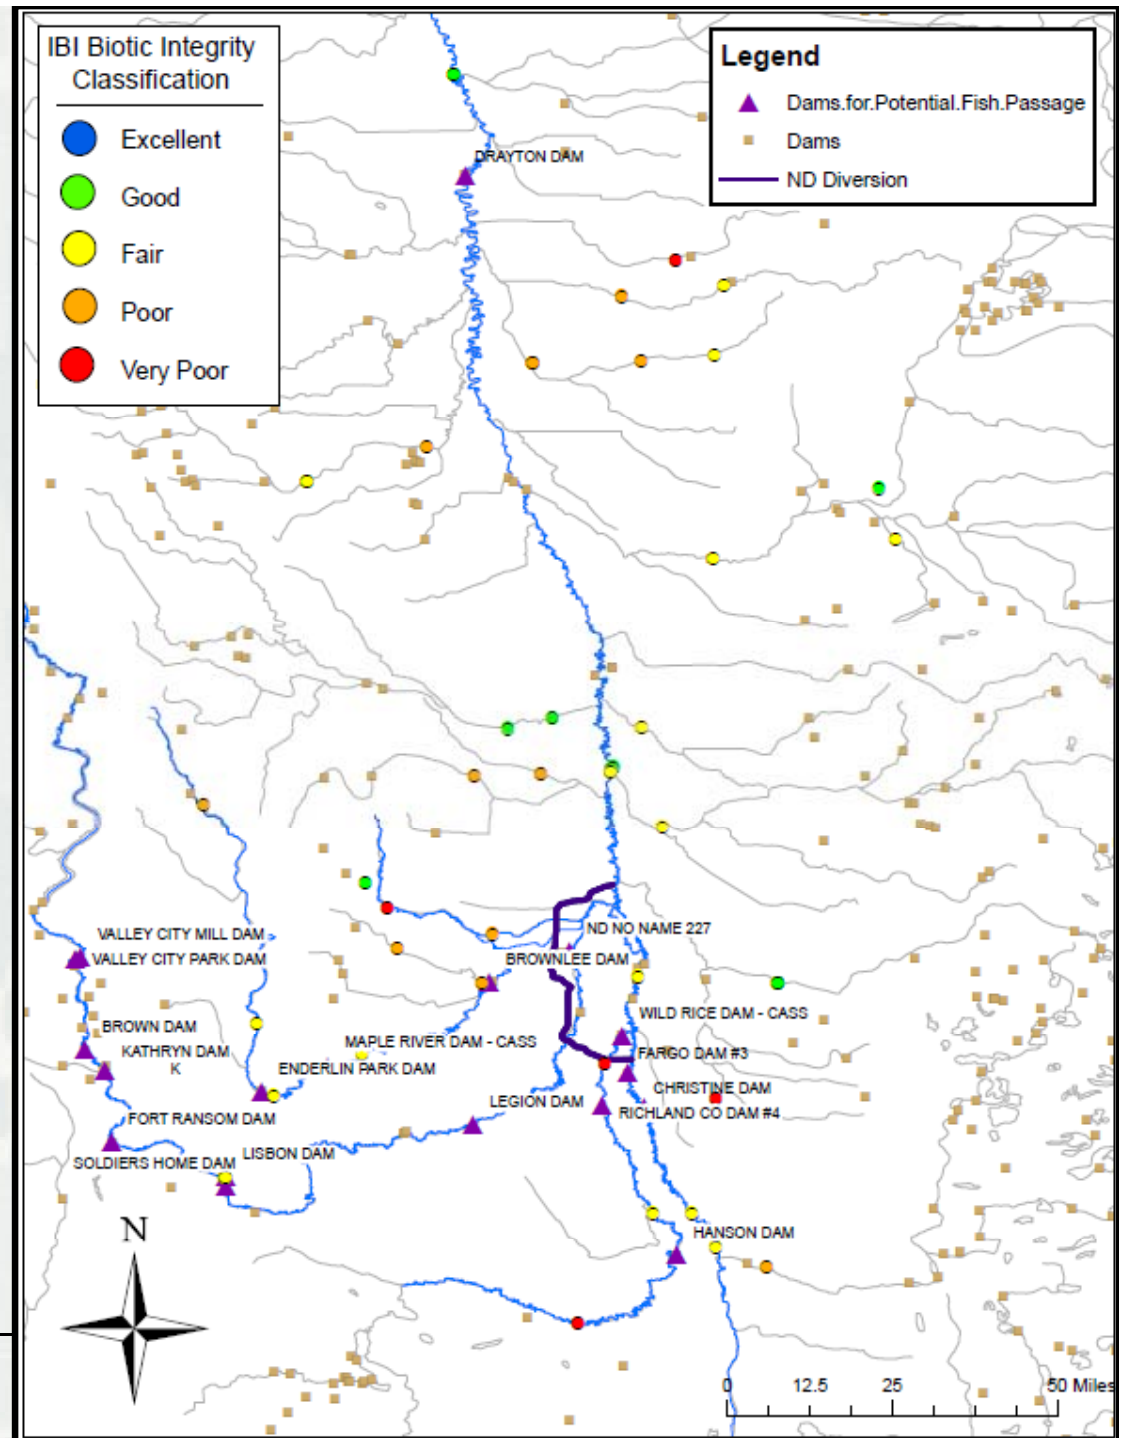 IBI Biotic Integrity
Classification
Excellent
Good
Fair
Poor
Very Poor
Legend
Dams.for.Potential.Fish.Passage
Dams
ND Diversion
DRAYTON DAM
VALLEY CITY MILL DAM
VALLEY CITY PARK DAM
ND NO NAME 227
BROWNLEE DAM
WILD RICE DAM - CASS
BROWN DAM
KATHRYN DAM
K
MAPLE RIVER DAM - CASS
ENDERLIN PARK DAM
FARGO DAM #3
CHRISTINE DAM
LEGION DAM
RICHLAND CO DAM #4
FORT RANSOM DAM
LISBON DAM
SOLDIERS HOME DAM
HANSON DAM
N
0 12.5 25 50 Miles